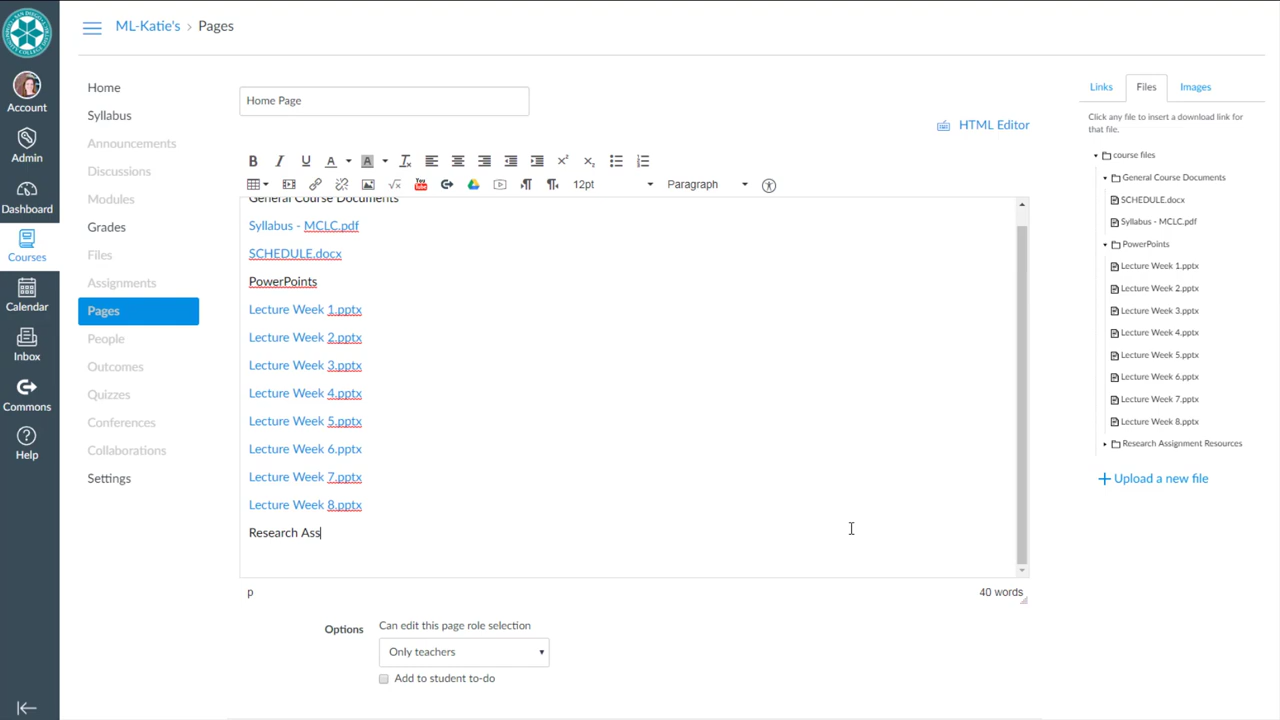 ML-Katie's › Pages
Account
Admin
Dashboard
Courses
Calendar
Inbox
Commons
Help
Home
Syllabus
Announcements
Discussions
Modules
Grades
Files
Assignments
Pages
People
Outcomes
Quizzes
Conferences
Collaborations
Settings
Home Page
HTML Editor
B I U A A
12pt Paragraph
General Course Documents
Syllabus - MCLC.pdf
SCHEDULE.docx
PowerPoints
Lecture Week 1.pptx
Lecture Week 2.pptx
Lecture Week 3.pptx
Lecture Week 4.pptx
Lecture Week 5.pptx
Lecture Week 6.pptx
Lecture Week 7.pptx
Lecture Week 8.pptx
Research Ass
p
40 words
Options
Can edit this page role selection
Only teachers
Add to student to-do
Links Files Images
Click any file to insert a download link for
that file.
course files
General Course Documents
SCHEDULE.docx
Syllabus - MCLC.pdf
PowerPoints
Lecture Week 1.pptx
Lecture Week 2.pptx
Lecture Week 3.pptx
Lecture Week 4.pptx
Lecture Week 5.pptx
Lecture Week 6.pptx
Lecture Week 7.pptx
Lecture Week 8.pptx
Research Assignment Resources
Upload a new file